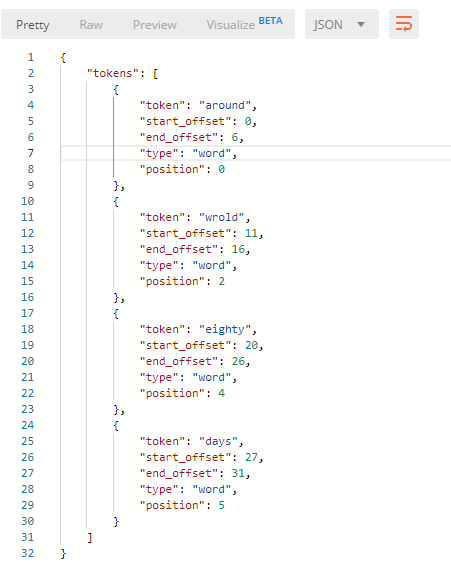 Pretty Raw Preview Visualize BETA JSON
1 {
2 "tokens": [
3 {
4 "token": "around",
5 "start_offset": 0,
6 "end_offset": 6,
7 "type": "word",
8 "position": 0
9 },
10 {
11 "token": "wrold",
12 "start_offset": 11,
13 "end_offset": 16,
14 "type": "word",
15 "position": 2
16 },
17 {
18 "token": "eighty",
19 "start_offset": 20,
20 "end_offset": 26,
21 "type": "word",
22 "position": 4
23 },
24 {
25 "token": "days",
26 "start_offset": 27,
27 "end_offset": 31,
28 "type": "word",
29 "position": 5
30 }
31 ]
32 }